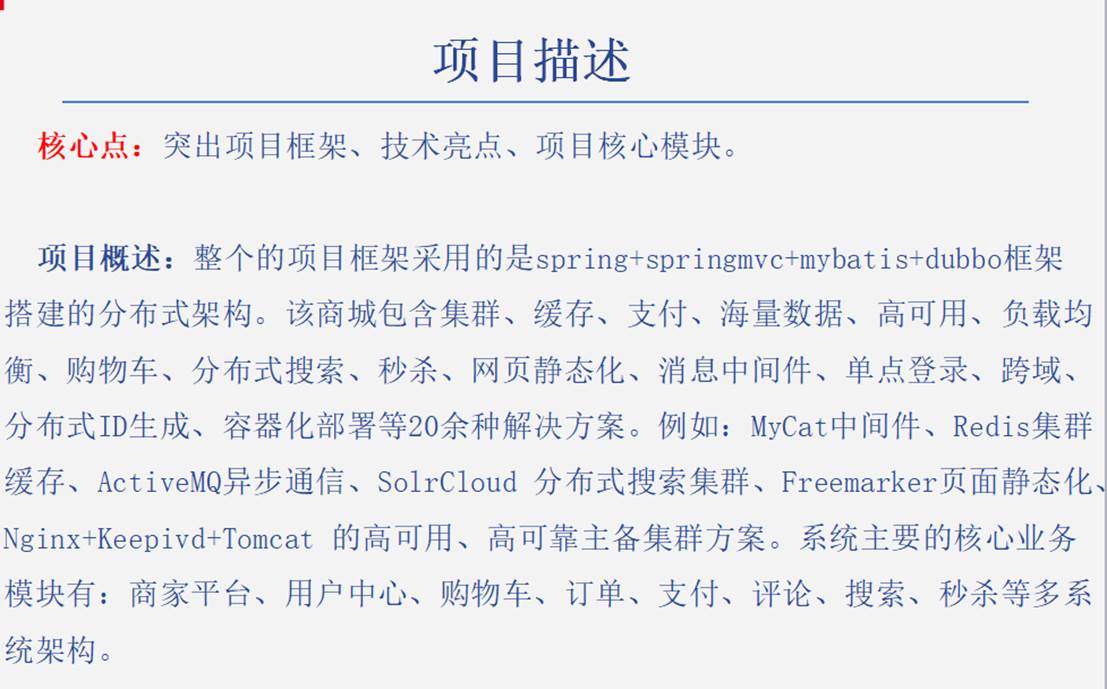 项目描述
核心点：突出项目框架、技术亮点、项目核心模块。
项目概述：整个的项目框架采用的是spring+springmvc+mybatis+dubbo框架
搭建的分布式架构。该商城包含集群、缓存、支付、海量数据、高可用、负载均
衡、购物车、分布式搜索、秒杀、网页静态化、消息中间件、单点登录、跨域、
分布式ID生成、容器化部署等20余种解决方案。例如：MyCat中间件、Redis集群
缓存、ActiveMQ异步通信、SolrCloud 分布式搜索集群、Freemarker页面静态化、
Nginx+Keepivd+Tomcat 的高可用、高可靠主备集群方案。系统主要的核心业务
模块有：商家平台、用户中心、购物车、订单、支付、评论、搜索、秒杀等多系
统架构。